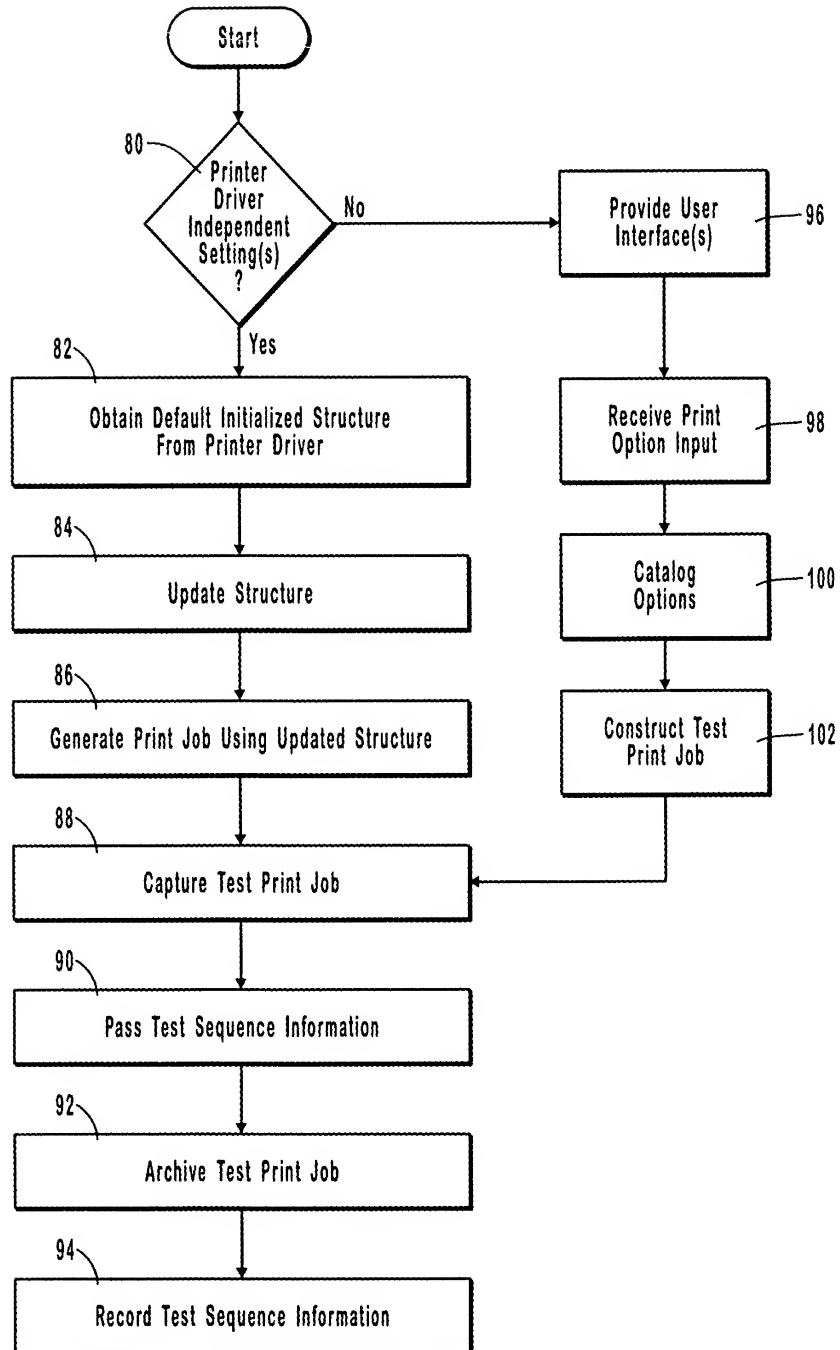 Start
80
Printer
Driver
Independent
Setting(s)
?
No
Yes
Provide User
Interface(s)
96
82
Obtain Default Initialized Structure
From Printer Driver
Receive Print
Option Input
98
84
Update Structure
Catalog
Options
100
86
Generate Print Job Using Updated Structure
Construct Test
Print Job
102
88
Capture Test Print Job
90
Pass Test Sequence Information
92
Archive Test Print Job
94
Record Test Sequence Information